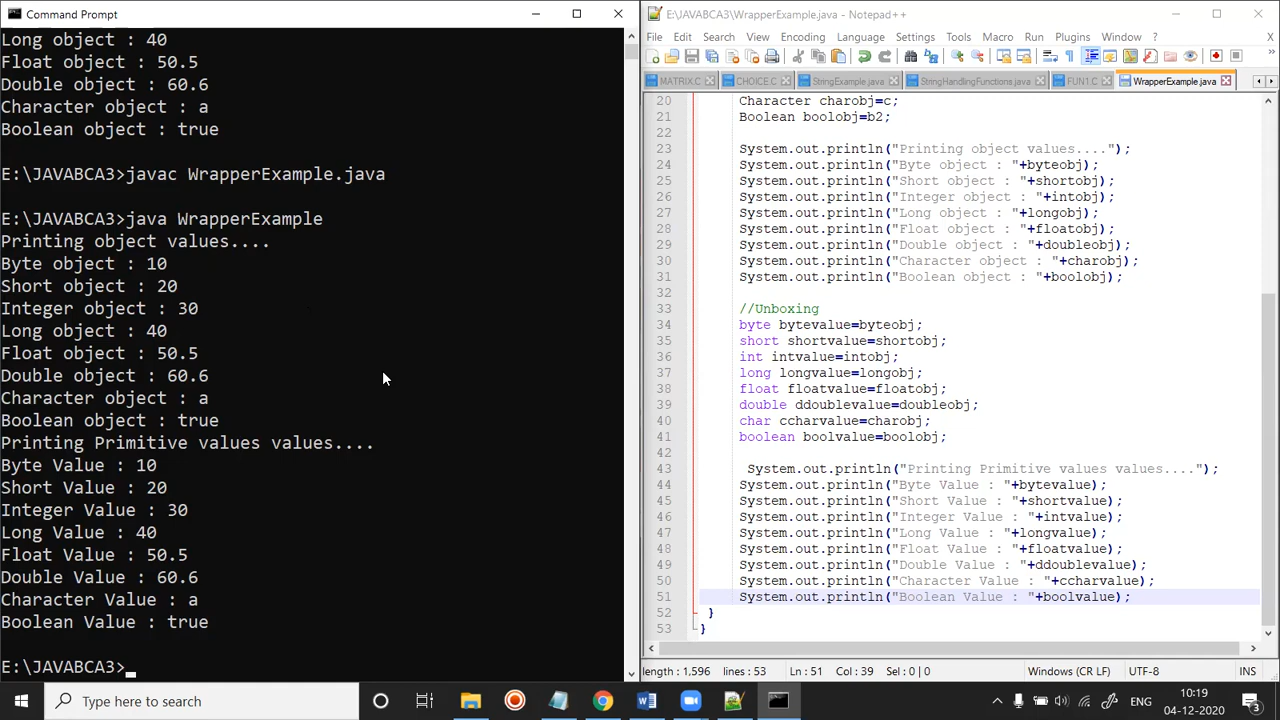 Command Prompt
Long object : 40
Float object : 50.5
Double object : 60.6
Character object : a
Boolean object : true
E:\JAVABCA3>javac WrapperExample.java
E:\JAVABCA3>java WrapperExample
Printing object values....
Byte object : 10
Short object : 20
Integer object : 30
Long object : 40
Float object : 50.5
Double object : 60.6
Character object : a
Boolean object : true
Printing Primitive values values....
Byte Value : 10
Short Value : 20
Integer Value : 30
Long Value : 40
Float Value : 50.5
Double Value : 60.6
Character Value : a
Boolean Value : true
E:\JAVABCA3>
E:\JAVABCA3\WrapperExample.java - Notepad++
File Edit Search View Encoding Language Settings Tools Macro Run Plugins Window ? X
MATRIX.C CHOICE.C StringExample.java StringHandlingFunctions.java FUN1.C WrapperExample.java
20 Character charobj=c;
21 Boolean boolobj=b2;
22
23 System.out.println("Printing object values....");
24 System.out.println("Byte object : "+byteobj);
25 System.out.println("Short object : "+shortobj);
26 System.out.println("Integer object : "+intobj);
27 System.out.println("Long object : "+longobj);
28 System.out.println("Float object : "+floatobj);
29 System.out.println("Double object : "+doubleobj);
30 System.out.println("Character object : "+charobj);
31 System.out.println("Boolean object : "+boolobj);
32
33 //Unboxing
34 byte bytevalue=byteobj;
35 short shortvalue=shortobj;
36 int intvalue=intobj;
37 long longvalue=longobj;
38 float floatvalue=floatobj;
39 double ddoublevalue=doubleobj;
40 char ccharvalue=charobj;
41 boolean boolvalue=boolobj;
42
43 System.out.println("Printing Primitive values values....");
44 System.out.println("Byte Value : "+bytevalue);
45 System.out.println("Short Value : "+shortvalue);
46 System.out.println("Integer Value : "+intvalue);
47 System.out.println("Long Value : "+longvalue);
48 System.out.println("Float Value : "+floatvalue);
49 System.out.println("Double Value : "+ddoublevalue);
50 System.out.println("Character Value : "+ccharvalue);
51 System.out.println("Boolean Value : "+boolvalue);
52 }
53 }
length : 1,596 lines : 53 Ln : 51 Col : 39 Sel : 0 | 0 Windows (CR LF) UTF-8 INS
Type here to search
ENG
10:19
04-12-2020
3